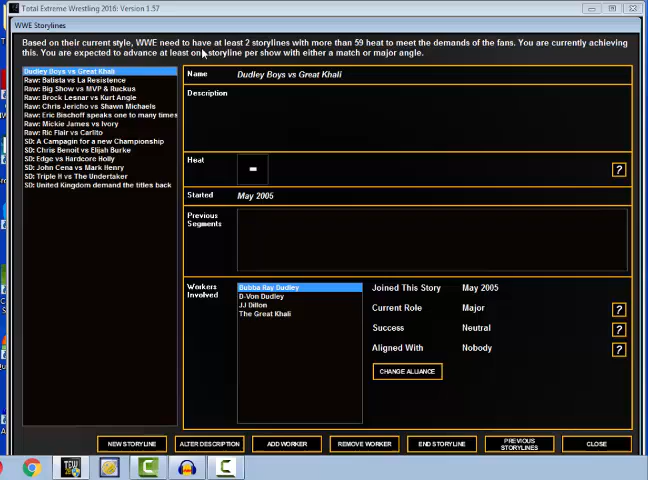 Total Extreme Wrestling 2016: Version 1.57
WWE Storylines
Based on their current style, WWE need to have at least 2 storylines with more than 59 heat to meet the demands of the fans. You are currently achieving
this. You are expected to advance at least on storyline per show with either a match or major angle.
Dudley Boys vs Great Khali
Raw: Batista vs La Resistence
Raw: Big Show vs MVP & Ruckus
Raw: Brock Lesnar vs Kurt Angle
Raw: Chris Jericho vs Shawn Michaels
Raw: Eric Bischoff speaks one to many times
Raw: Mickie James vs Ivory
Raw: Ric Flair vs Carlito
SD: A Campagin for a new Championship
SD: Chris Benoit vs Elijah Burke
SD: Edge vs Hardcore Holly
SD: John Cena vs Mark Henry
SD: Triple H vs The Undertaker
SD: United Kingdom demand the titles back
Name
Dudley Boys vs Great Khali
Description
Heat
-
?
Started
May 2005
Previous
Segments
Workers
Involved
Bubba Ray Dudley
D-Von Dudley
JJ Dillon
The Great Khali
Joined This Story
May 2005
Current Role
Major
?
Success
Neutral
?
Aligned With
Nobody
?
CHANGE ALLIANCE
NEW STORYLINE
ALTER DESCRIPTION
ADD WORKER
REMOVE WORKER
END STORYLINE
PREVIOUS
STORYLINES
CLOSE